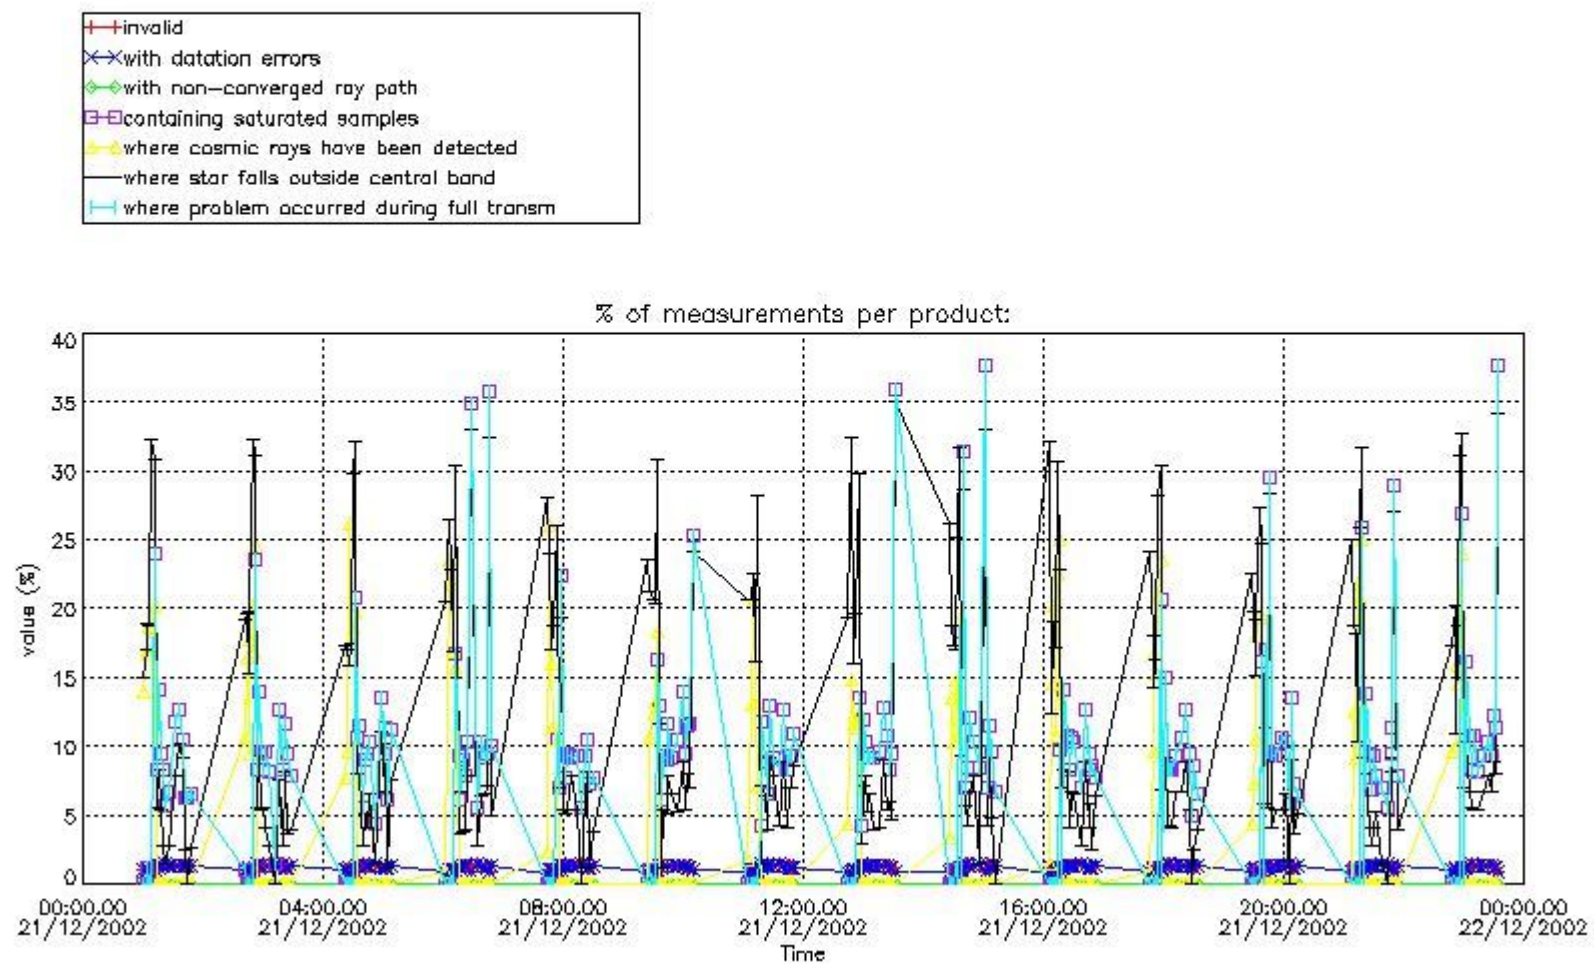 invalid
with datation errors
with non-converged ray path
containing saturated samples
where cosmic rays have been detected
where star falls outside central band
where problem occurred during full transm
% of measurements per product:
40
35
30
25
20
15
10
5
0
value (%)
00:00:00 04:00:00 08:00:00 12:00:00 16:00:00 20:00:00 00:00:00
21/12/2002 21/12/2002 21/12/2002 21/12/2002 21/12/2002 21/12/2002 22/12/2002
Time